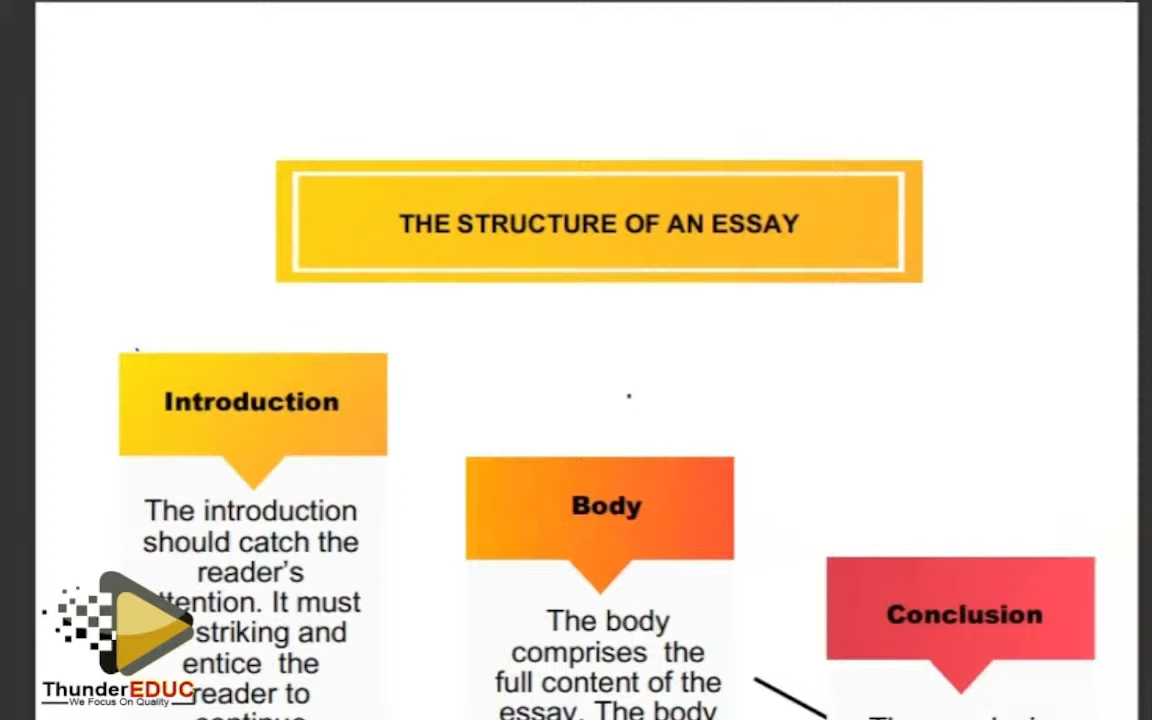 THE STRUCTURE OF AN ESSAY
Introduction
The introduction
should catch the
reader's
attention. It must
striking and
entice the
reader to
continue
Body
The body
comprises the
full content of the
essay. The body
Conclusion
ThunderEDUC
We Focus On Quality